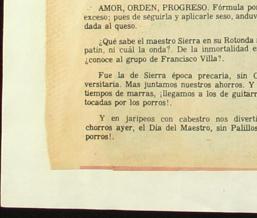 AMOR, ÓRDEN, PROGRESO. Fórmula po
exceso; pues de seguirla y aplicarle seso, anduv
dada al queso.
¿Qué sabe el maestro Sierra en su Rotonda
patín, ni cuál la onda?. De la inmortalidad e
¿conoce al grupo de Francisco Villa?.
Fue la de Sierra época precaria, sin
versitaria. Mas juntamos nuestros ahorros. Y
tiempos de marras, ¡llegamos a los de guitarr
tocadas por los porros!.
Y en jaripeos con cabestro nos diverti
chorros ayer, el Día del Maestro, sin Palillos
porros!.